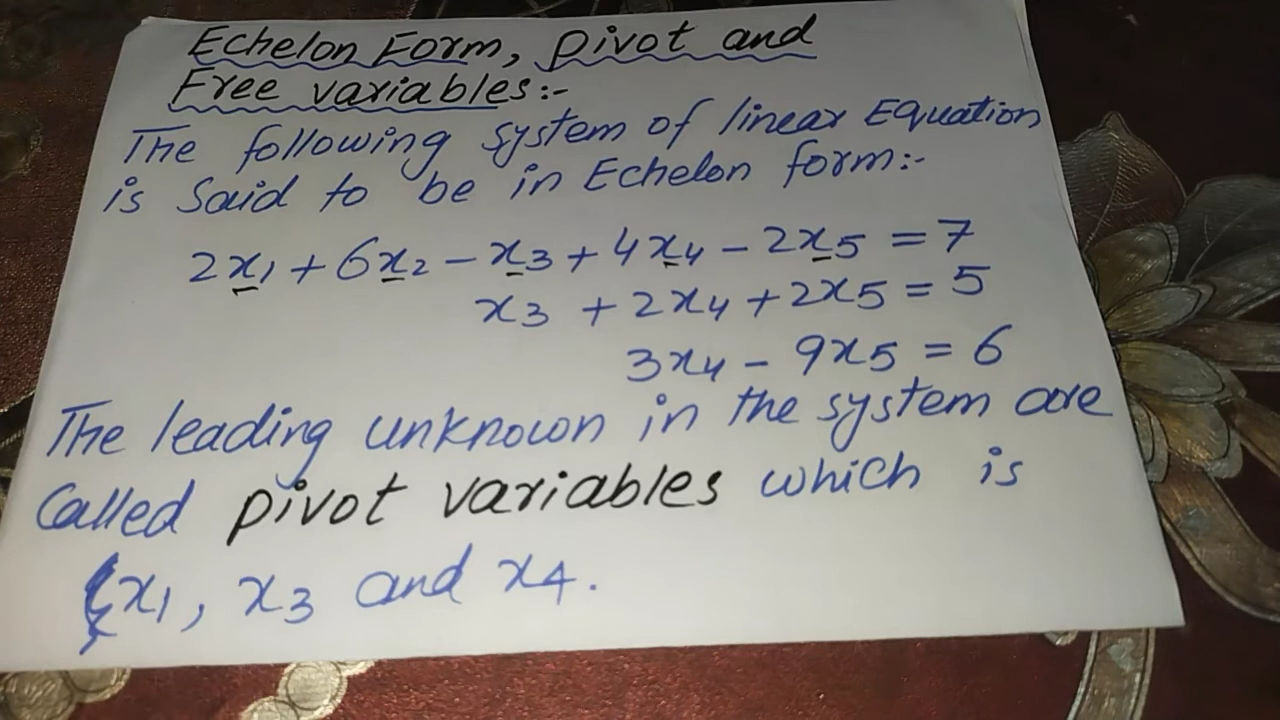 Echelon Form, pivot and
Free variables:-
The following system of linear Equation
is said to be in Echelon form:-
2x1 + 6x2 - x3 + 4x4 - 2x5 = 7
x3 + 2x4 + 2x5 = 5
3x4 - 9x5 = 6
The leading unknown in the system are
called pivot variables which is
x1, x3 and x4.